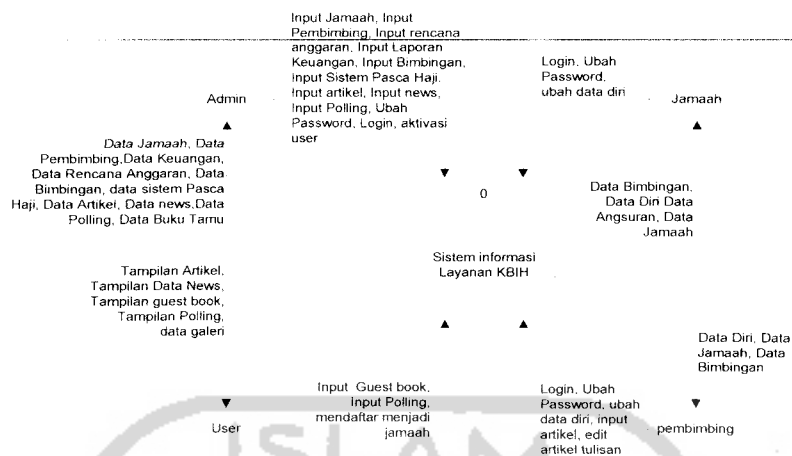 Input Jamaah, Input
Pembimbing, Input rencana
anggaran, Input Laporan
Keuangan, Input Bimbingan,
Input Sistem Pasca Haji.
Input artikel, Input news,
Input Polling, Ubah
Password, Login, aktivasi
user
Login, Ubah
Password,
ubah data diri
Admin
Jamaah
Data Jamaah, Data
Pembimbing,Data Keuangan,
Data Rencana Anggaran, Data
Bimbingan, data sistem Pasca
Haji, Data Artikel, Data news,Data
Polling, Data Buku Tamu
0
Sistem informasi
Layanan KBIH
Data Bimbingan,
Data Diri Data
Angsuran, Data
Jamaah
Tampilan Artikel,
Tampilan Data News,
Tampilan guest book,
Tampilan Polling,
data galeri
Data Diri, Data
Jamaah, Data
Bimbingan
Input Guest book,
Input Polling,
mendaftar menjadi
jamaah
Login, Ubah
Password, ubah
data diri, input
artikel, edit
artikel tulisan
User
pembimbing
ISLAM